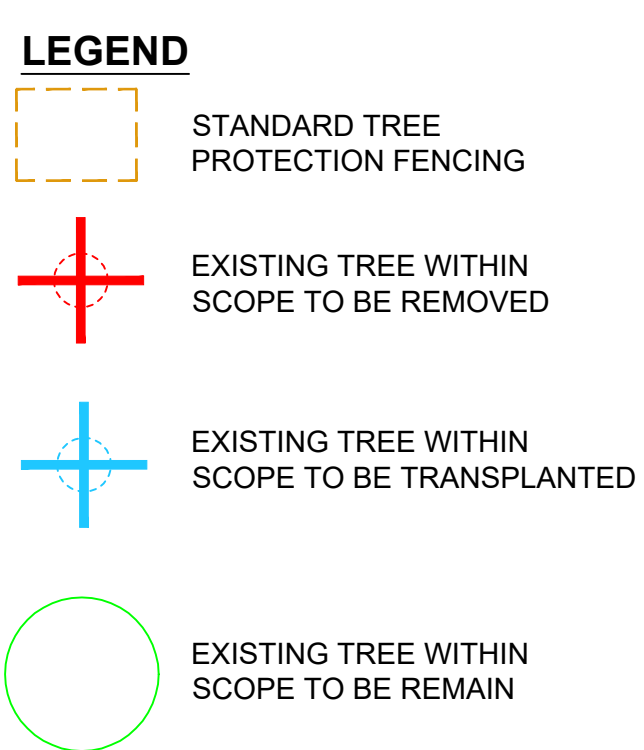 LEGEND
STANDARD TREE
PROTECTION FENCING
EXISTING TREE WITHIN
SCOPE TO BE REMOVED
EXISTING TREE WITHIN
SCOPE TO BE TRANSPLANTED
EXISTING TREE WITHIN
SCOPE TO BE REMAIN